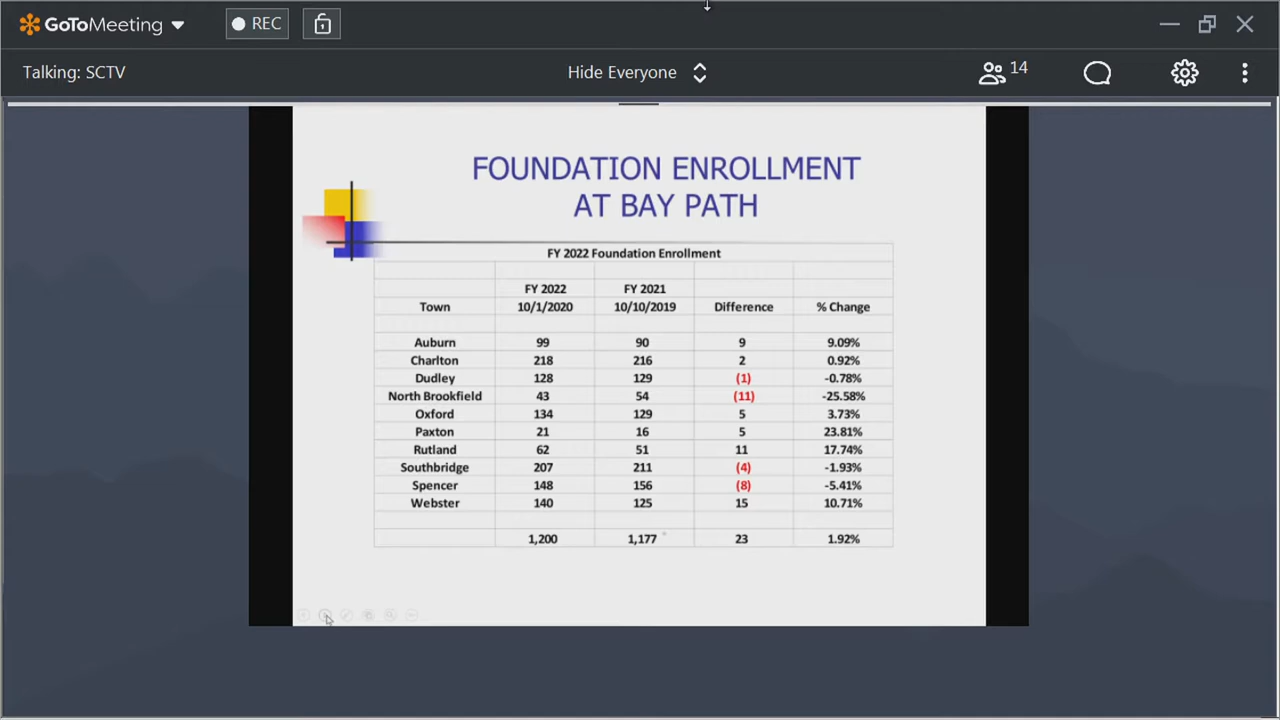 GoToMeeting
REC
Talking: SCTV
Hide Everyone
14
FOUNDATION ENROLLMENT
AT BAY PATH
FY 2022 Foundation Enrollment
FY 2022 FY 2021
Town 10/1/2020 10/10/2019 Difference % Change
Auburn 99 90 9 9.09%
Charlton 218 216 2 0.92%
Dudley 128 129 (1) -0.78%
North Brookfield 43 54 (11) -25.58%
Oxford 134 129 5 3.73%
Paxton 21 16 5 23.81%
Rutland 62 51 11 17.74%
Southbridge 207 211 (4) -1.93%
Spencer 148 156 (8) -5.41%
Webster 140 125 15 10.71%
1,200 1,177 23 1.92%